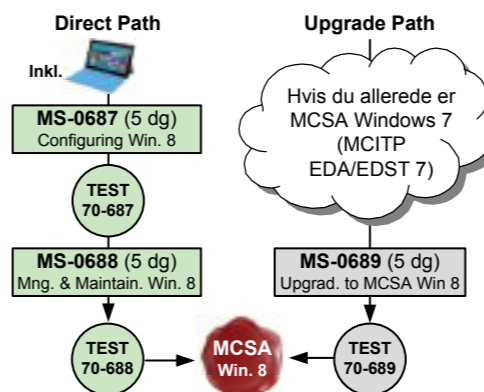 Direct Path
Inkl.
MS-0687 (5 dg)
Configuring Win. 8
TEST
70-687
MS-0688 (5 dg)
Mng. & Maintain. Win. 8
TEST
70-688
Upgrade Path
Hvis du allerede er
MCSA Windows 7
(MCITP
EDA/EDST 7)
MS-0689 (5 dg)
Upgrad. to MCSA Win 8
TEST
70-689
MCSA
Win. 8